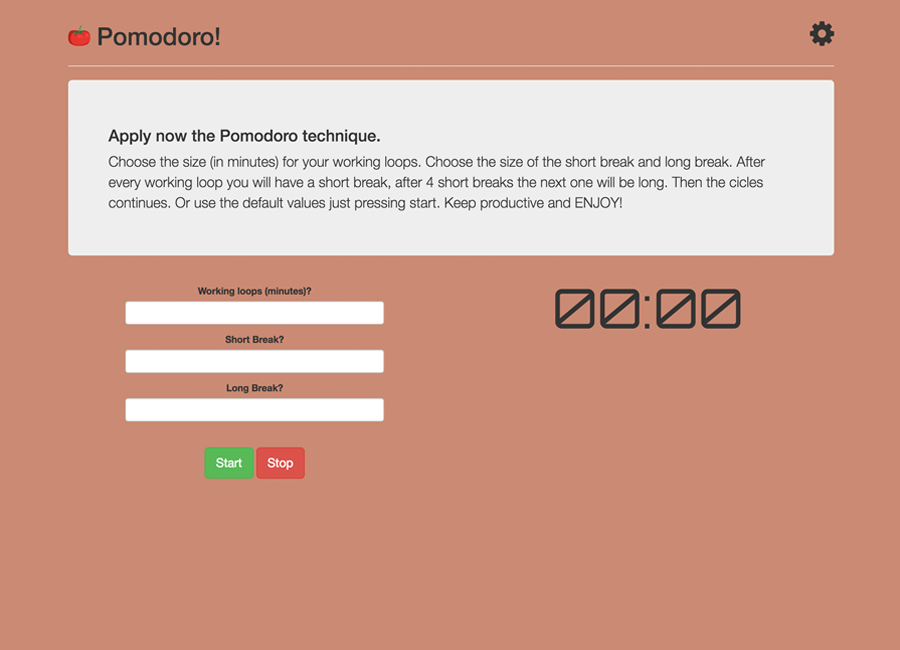 Pomodoro!
Apply now the Pomodoro technique.
Choose the size (in minutes) for your working loops. Choose the size of the short break and long break. After
every working loop you will have a short break, after 4 short breaks the next one will be long. Then the cicles
continues. Or use the default values just pressing start. Keep productive and ENJOY!
Working loops (minutes)?
00:00
Short Break?
Long Break?
Start Stop